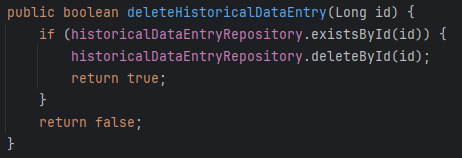 public boolean deleteHistoricalDataEntry(Long id) {
    if (historicalDataEntryRepository.existsById(id)) {
        historicalDataEntryRepository.deleteById(id);
        return true;
    }
    return false;
}